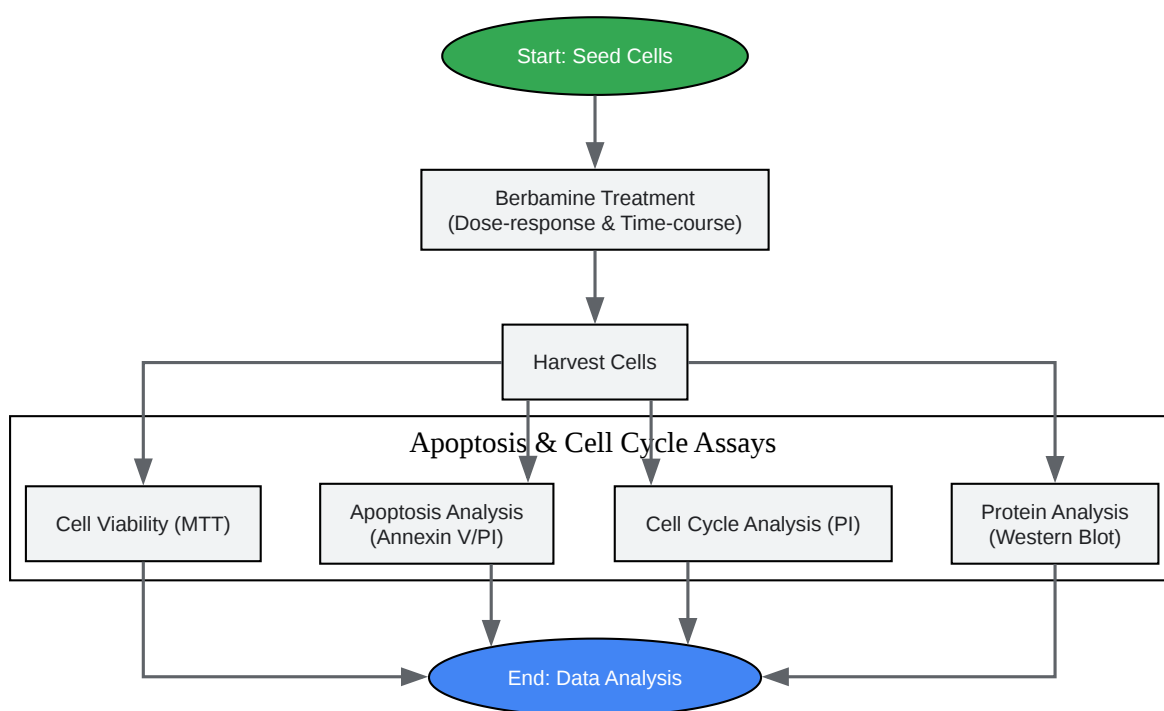 Start: Seed Cells
Berbamine Treatment
(Dose-response & Time-course)
Harvest Cells
Apoptosis & Cell Cycle Assays
Cell Viability (MTT)
Apoptosis Analysis
(Annexin V/PI)
Cell Cycle Analysis (PI)
Protein Analysis
(Western Blot)
End: Data Analysis